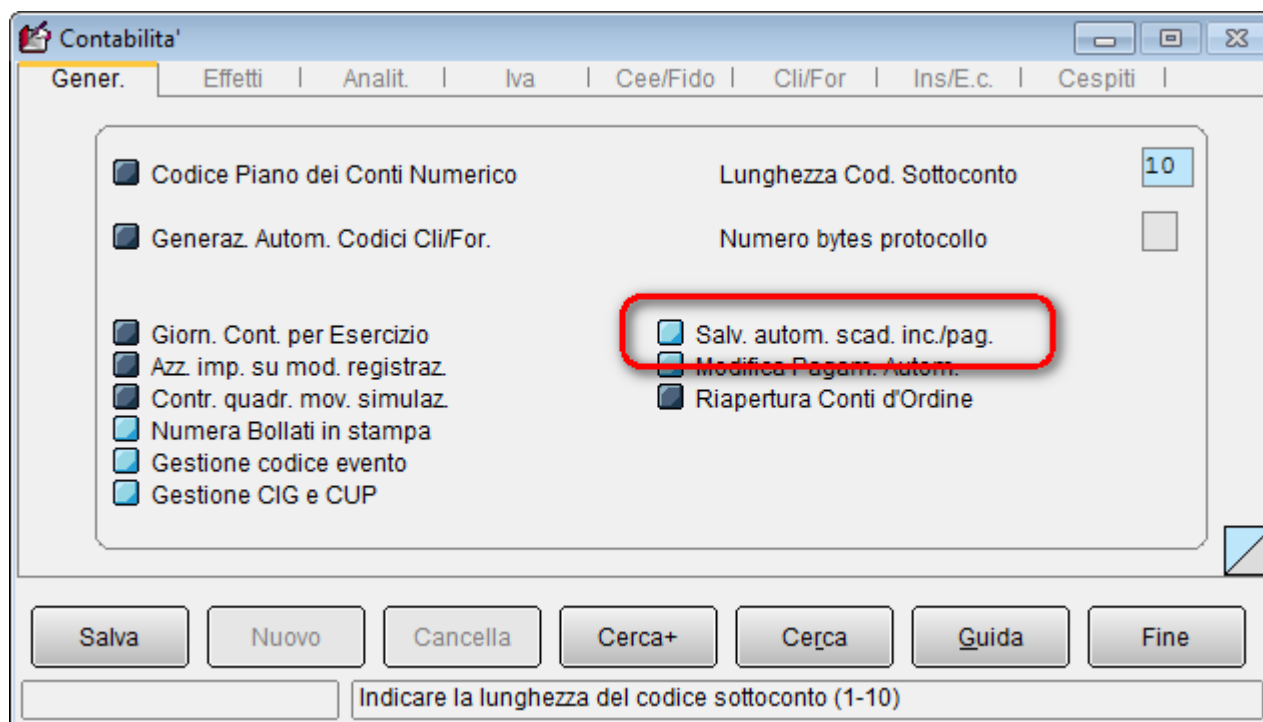 Contabilita'
Gener. Effetti Analit. Iva Cee/Fido Cli/For Ins/E.c. Cespiti
Codice Piano dei Conti Numerico Lunghezza Cod. Sottoconto 10
Generaz. Autom. Codici Cli/For. Numero bytes protocollo
Giorn. Cont. per Esercizio Salv. autom. scad. inc./pag.
Azz. imp. su mod. registraz. Modifica Pagam. Autom.
Contr. quadr. mov. simulaz. Riapertura Conti d'Ordine
Numera Bollati in stampa
Gestione codice evento
Gestione CIG e CUP
Salva Nuovo Cancella Cerca+ Cerca Guida Fine
Indicare la lunghezza del codice sottoconto (1-10)